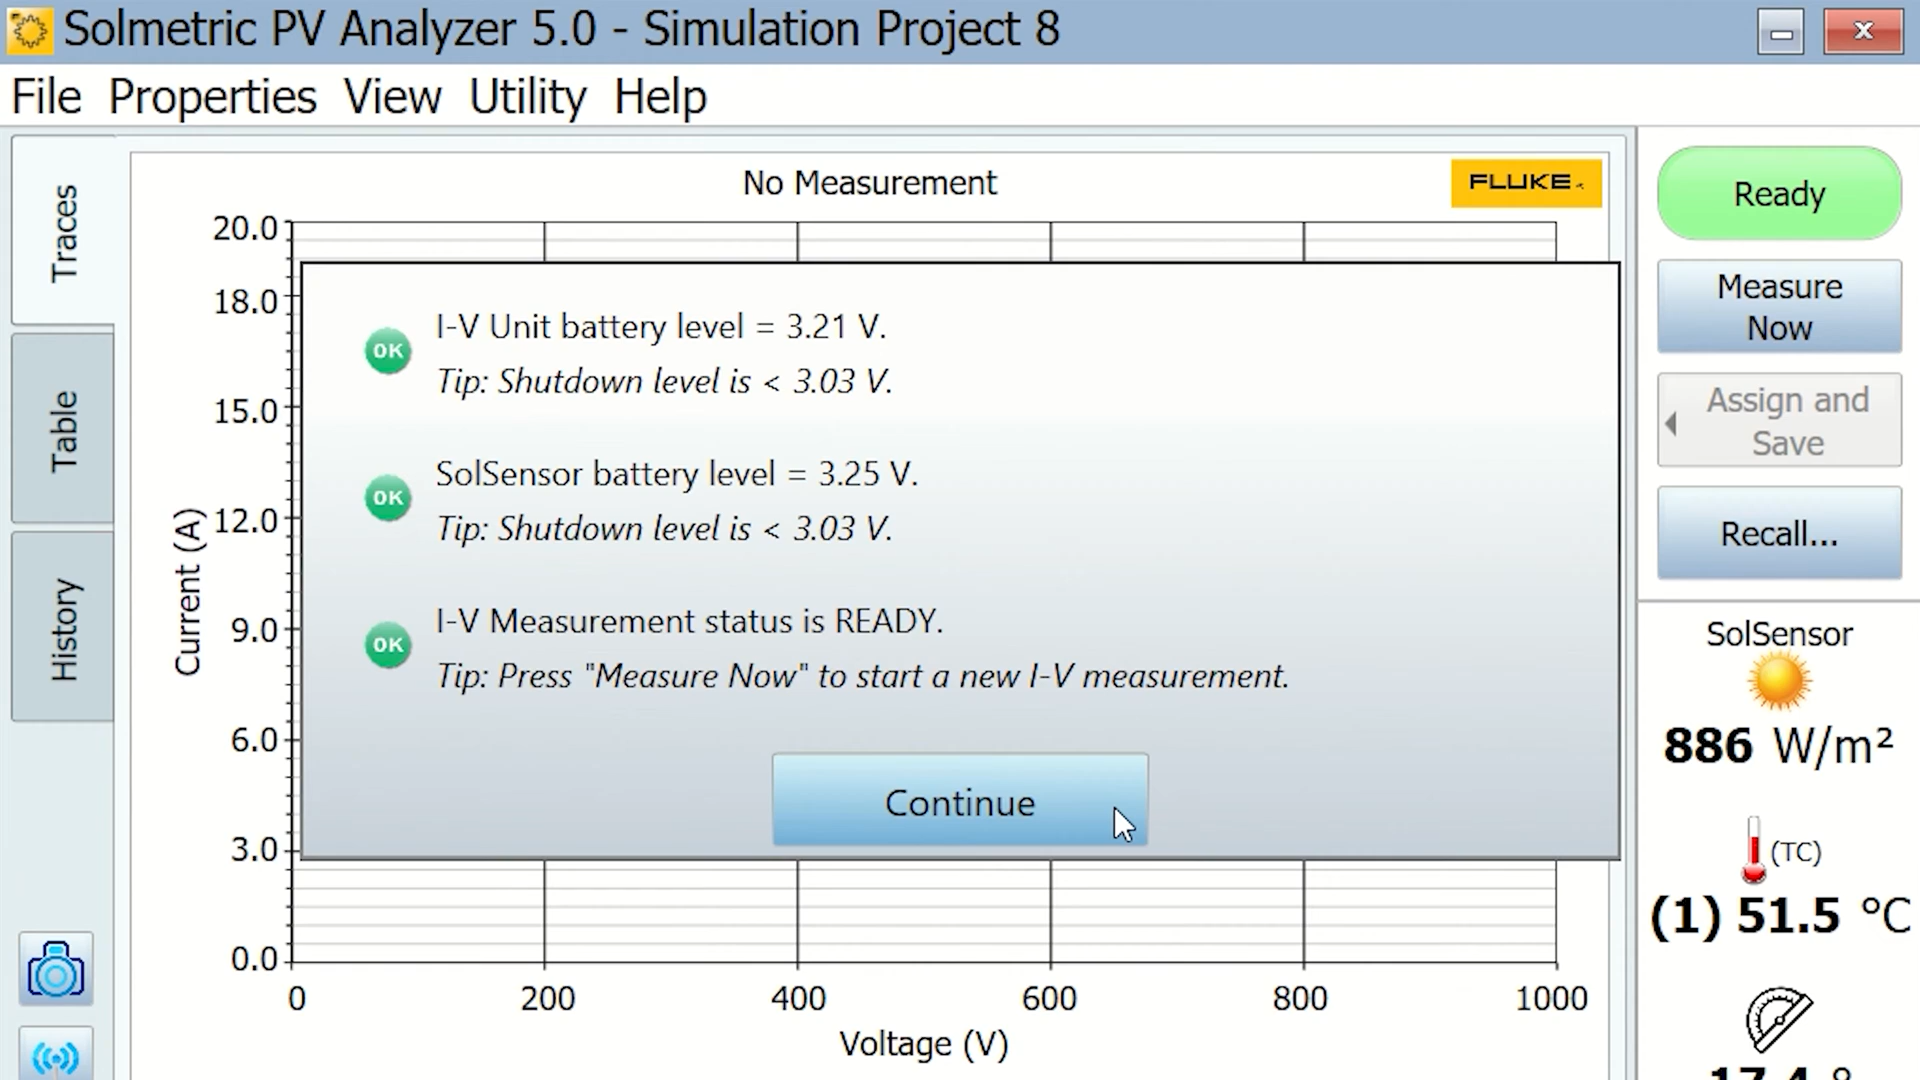 Solmetric PV Analyzer 5.0 - Simulation Project 8
File Properties View Utility Help
Traces
Table
History
No Measurement
FLUKE
20.0
18.0
15.0
12.0
9.0
6.0
3.0
0.0
Current (A)
I-V Unit battery level = 3.21 V.
Tip: Shutdown level is < 3.03 V.
OK
SolSensor battery level = 3.25 V.
Tip: Shutdown level is < 3.03 V.
OK
I-V Measurement status is READY.
Tip: Press "Measure Now" to start a new I-V measurement.
OK
Continue
0 200 400 600 800 1000
Voltage (V)
Ready
Measure
Now
Assign and
Save
Recall...
SolSensor
886 W/m²
(TC)
(1) 51.5 °C
17.4 °